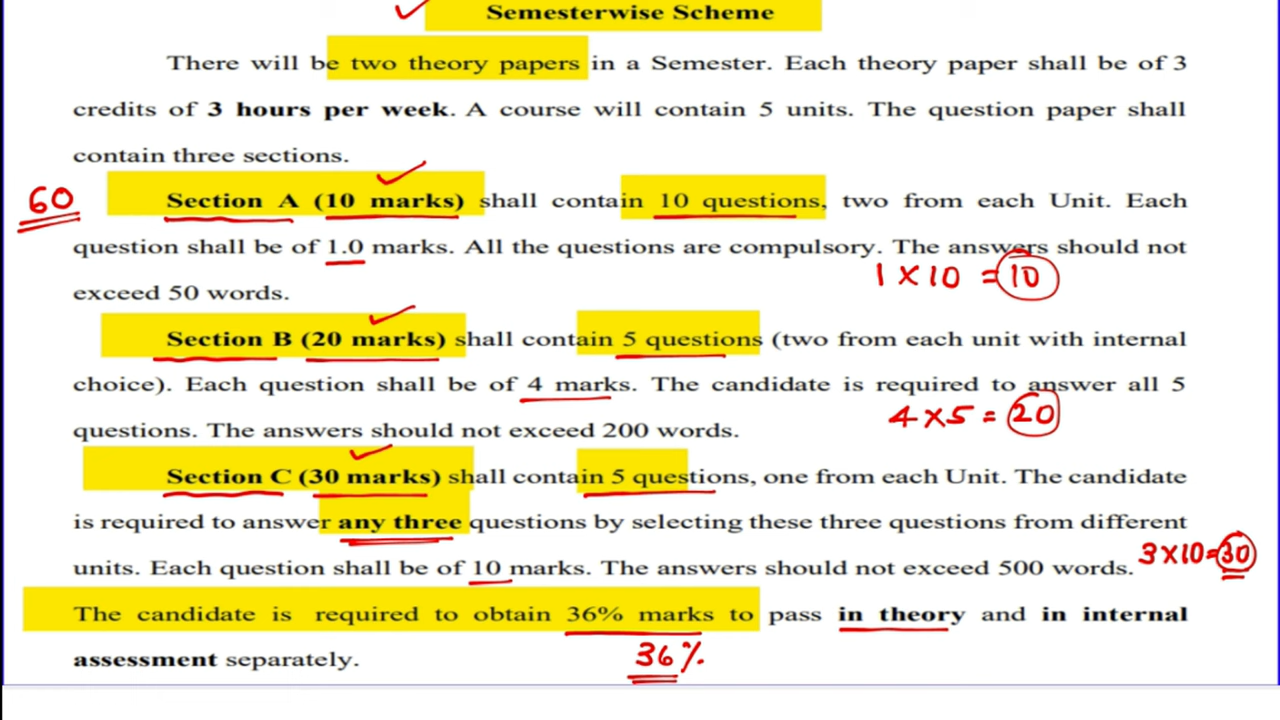 Semesterwise Scheme
There will be two theory papers in a Semester. Each theory paper shall be of 3
credits of 3 hours per week. A course will contain 5 units. The question paper shall
contain three sections.
60
Section A (10 marks) shall contain 10 questions, two from each Unit. Each
question shall be of 1.0 marks. All the questions are compulsory. The answers should not
1 × 10 = 10
exceed 50 words.
Section B (20 marks) shall contain 5 questions (two from each unit with internal
choice). Each question shall be of 4 marks. The candidate is required to answer all 5
4 × 5 = 20
questions. The answers should not exceed 200 words.
Section C (30 marks) shall contain 5 questions, one from each Unit. The candidate
is required to answer any three questions by selecting these three questions from different
3 × 10 = 30
units. Each question shall be of 10 marks. The answers should not exceed 500 words.
The candidate is required to obtain 36% marks to pass in theory and in internal
assessment separately.
36%